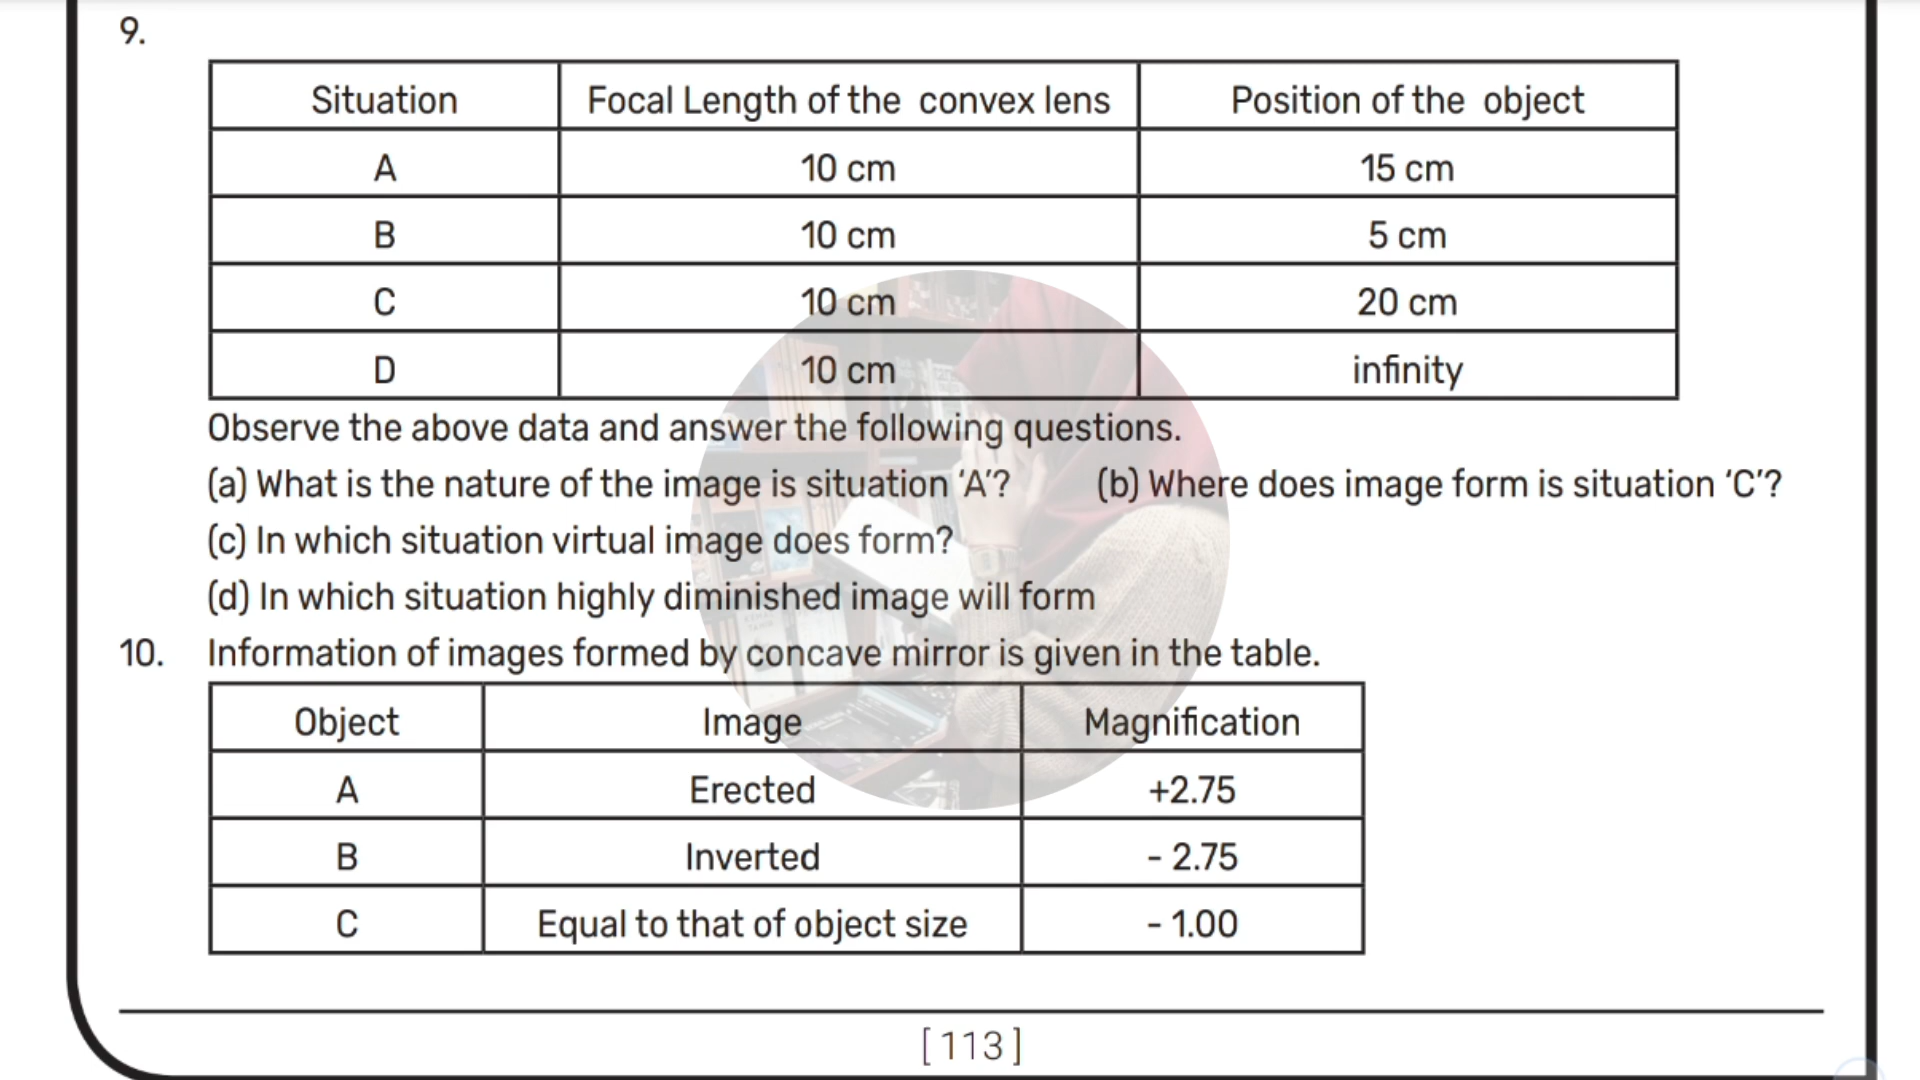 9.
Situation Focal Length of the convex lens Position of the object
A 10 cm 15 cm
B 10 cm 5 cm
C 10 cm 20 cm
D 10 cm infinity
Observe the above data and answer the following questions.
(a) What is the nature of the image is situation ‘A’? (b) Where does image form is situation ‘C’?
(c) In which situation virtual image does form?
(d) In which situation highly diminished image will form
10. Information of images formed by concave mirror is given in the table.
Object Image Magnification
A Erected +2.75
B Inverted - 2.75
C Equal to that of object size - 1.00
[ 113 ]